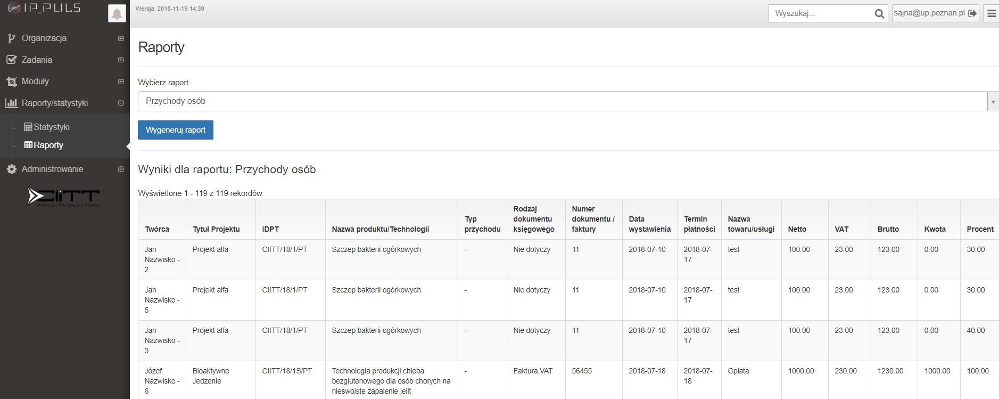 IP_PULS
Wersja: 2018-11-19 14:39
Wyszukaj...
sajna@up.poznan.pl
Organizacja
Zadania
Moduły
Raporty/statystyki
Statystyki
Raporty
Administrowanie
CIITT
Uniwersytet Przyrodniczy w Poznaniu
Raporty
Wybierz raport
Przychody osób
Wygeneruj raport
Wyniki dla raportu: Przychody osób
Wyświetlone 1 - 119 z 119 rekordów
Twórca Tytuł Projektu IDPT Nazwa produktu/Technologii Typ przychodu Rodzaj dokumentu księgowego Numer dokumentu / faktury Data wystawienia Termin płatności Nazwa towaru/usługi Netto VAT Brutto Kwota Procent
Jan Nazwisko - 2 Projekt alfa CIITT/18/1/PT Szczep bakterii ogórkowych - Nie dotyczy 11 2018-07-10 2018-07-17 test 100.00 23.00 123.00 0.00 30.00
Jan Nazwisko - 5 Projekt alfa CIITT/18/1/PT Szczep bakterii ogórkowych - Nie dotyczy 11 2018-07-10 2018-07-17 test 100.00 23.00 123.00 0.00 30.00
Jan Nazwisko - 3 Projekt alfa CIITT/18/1/PT Szczep bakterii ogórkowych - Nie dotyczy 11 2018-07-10 2018-07-17 test 100.00 23.00 123.00 0.00 40.00
Józef Nazwisko - 6 Bioaktywne Jedzenie CIITT/18/1S/PT Technologia produkcji chleba bezglutenowego dla osób chorych na nieswoiste zapalenie jelit - Faktura VAT 56455 2018-07-18 2018-07-18 Opłata 1000.00 230.00 1230.00 1000.00 100.00